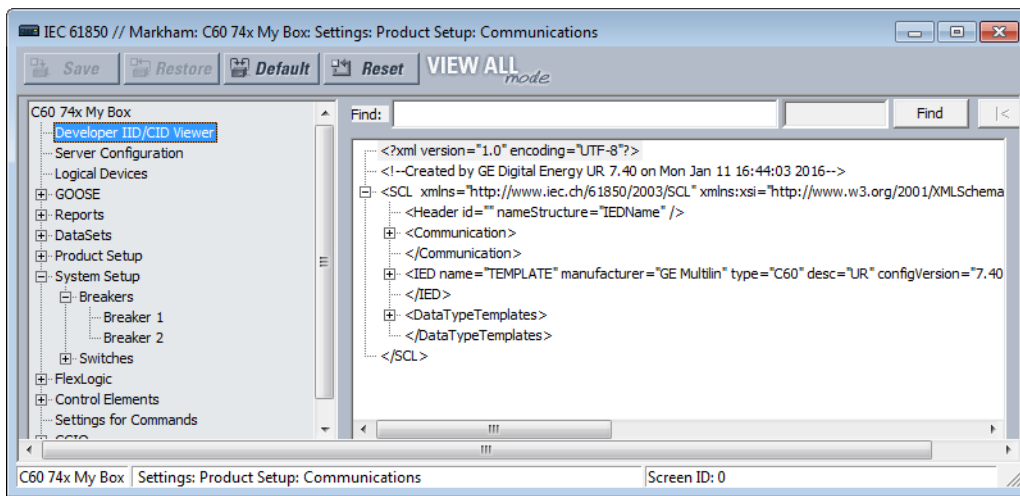 IEC 61850 // Markham: C60 74x My Box: Settings: Product Setup: Communications
Save Restore Default Reset VIEW ALL mode
C60 74x My Box
Developer IID/CID Viewer
Server Configuration
Logical Devices
GOOSE
Reports
DataSets
Product Setup
System Setup
Breakers
Breaker 1
Breaker 2
Switches
FlexLogic
Control Elements
Settings for Commands
Find: Find
<?xml version="1.0" encoding="UTF-8"?>
<!--Created by GE Digital Energy UR 7.40 on Mon Jan 11 16:44:03 2016-->
<SCL xmlns="http://www.iec.ch/61850/2003/SCL" xmlns:xsi="http://www.w3.org/2001/XMLSchema
<Header id="" nameStructure="IEDName" />
<Communication>
</Communication>
<IED name="TEMPLATE" manufacturer="GE Multilin" type="C60" desc="UR" configVersion="7.40
</IED>
<DataTypeTemplates>
</DataTypeTemplates>
</SCL>
C60 74x My Box Settings: Product Setup: Communications Screen ID: 0